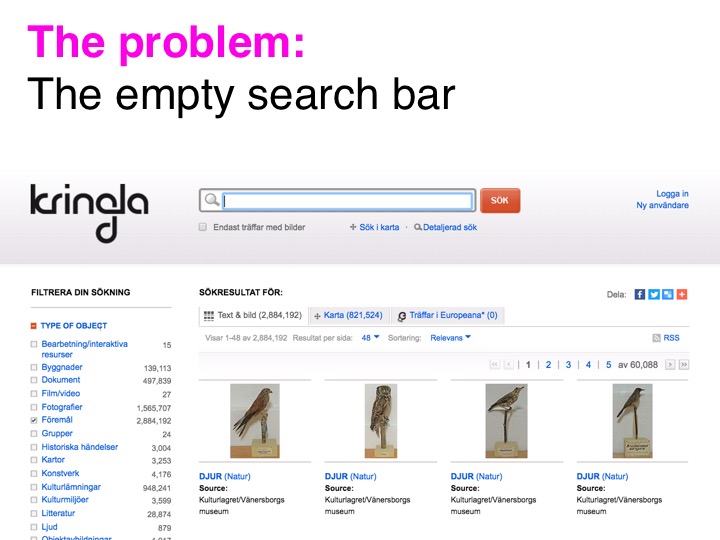 The problem:
The empty search bar
kringla
SÖK
Logga in
Ny användare
Endast träffar med bilder
Sök i karta · Detaljerad sök
FILTRERA DIN SÖKNING
TYPE OF OBJECT
Bearbetning/interaktiva resurser 15
Byggnader 139,113
Dokument 497,839
Film/video 27
Fotografier 1,565,707
Föremål 2,884,192
Grupper 24
Historiska händelser 3,004
Kartor 3,253
Konstverk 4,176
Kulturlämningar 948,241
Kulturmiljöer 3,599
Litteratur 28,874
Ljud 879
SÖKRESULTAT FÖR:
Dela:
Text & bild (2,884,192) Karta (821,524) Träffar i Europeana* (0)
Visar 1-48 av 2,884,192 Resultat per sida: 48 Sortering: Relevans RSS
1 | 2 | 3 | 4 | 5 av 60,088
DJUR (Natur)
Source:
Kulturlagret/Vänersborgs
museum
DJUR (Natur)
Source:
Kulturlagret/Vänersborgs
museum
DJUR (Natur)
Source:
Kulturlagret/Vänersborgs
museum
DJUR (Natur)
Source:
Kulturlagret/Vänersborgs
museum